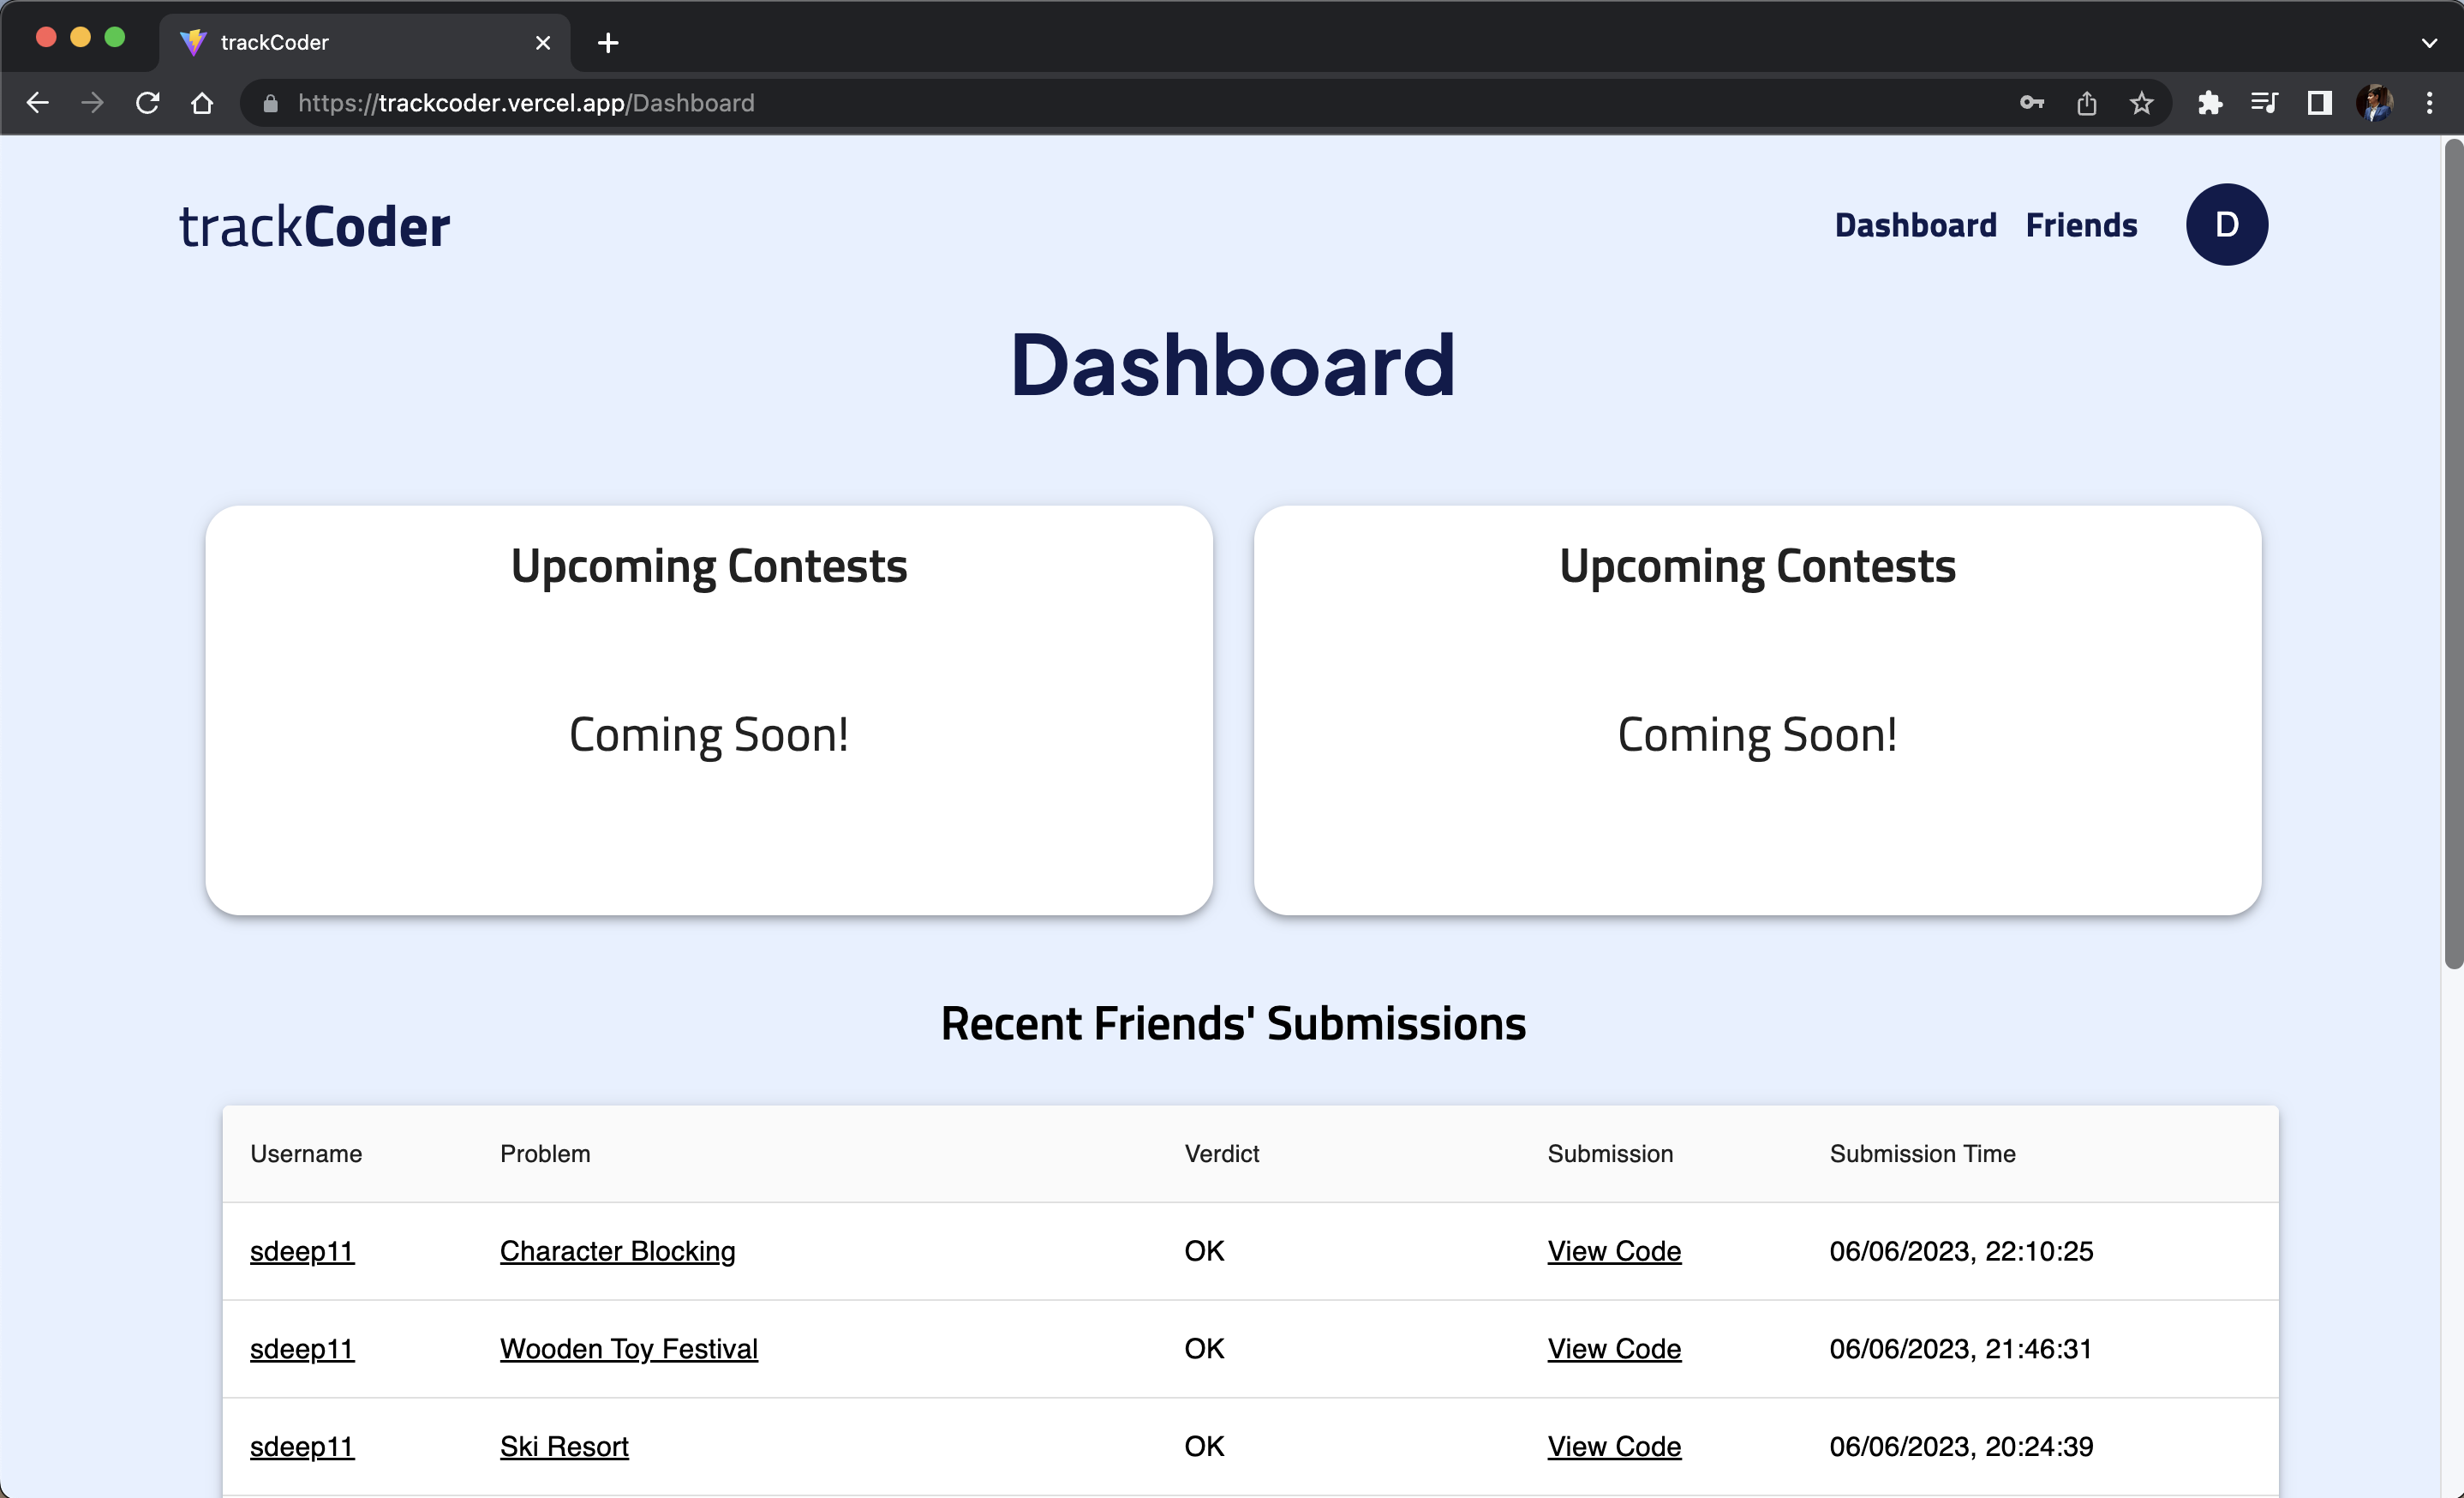 trackCoder
https://trackcoder.vercel.app/Dashboard
trackCoder
Dashboard Friends D
Dashboard
Upcoming Contests Upcoming Contests
Coming Soon! Coming Soon!
Recent Friends' Submissions
Username Problem Verdict Submission Submission Time
sdeep11 Character Blocking OK View Code 06/06/2023, 22:10:25
sdeep11 Wooden Toy Festival OK View Code 06/06/2023, 21:46:31
sdeep11 Ski Resort OK View Code 06/06/2023, 20:24:39